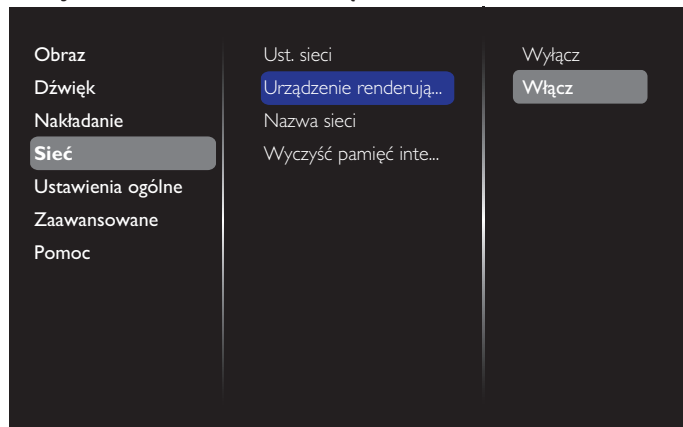 Obraz
Dźwięk
Nakładanie
Sieć
Ustawienia ogólne
Zaawansowane
Pomoc
Ust. sieci
Urządzenie renderują...
Nazwa sieci
Wyczyść pamięć inte...
Wyłącz
Włącz